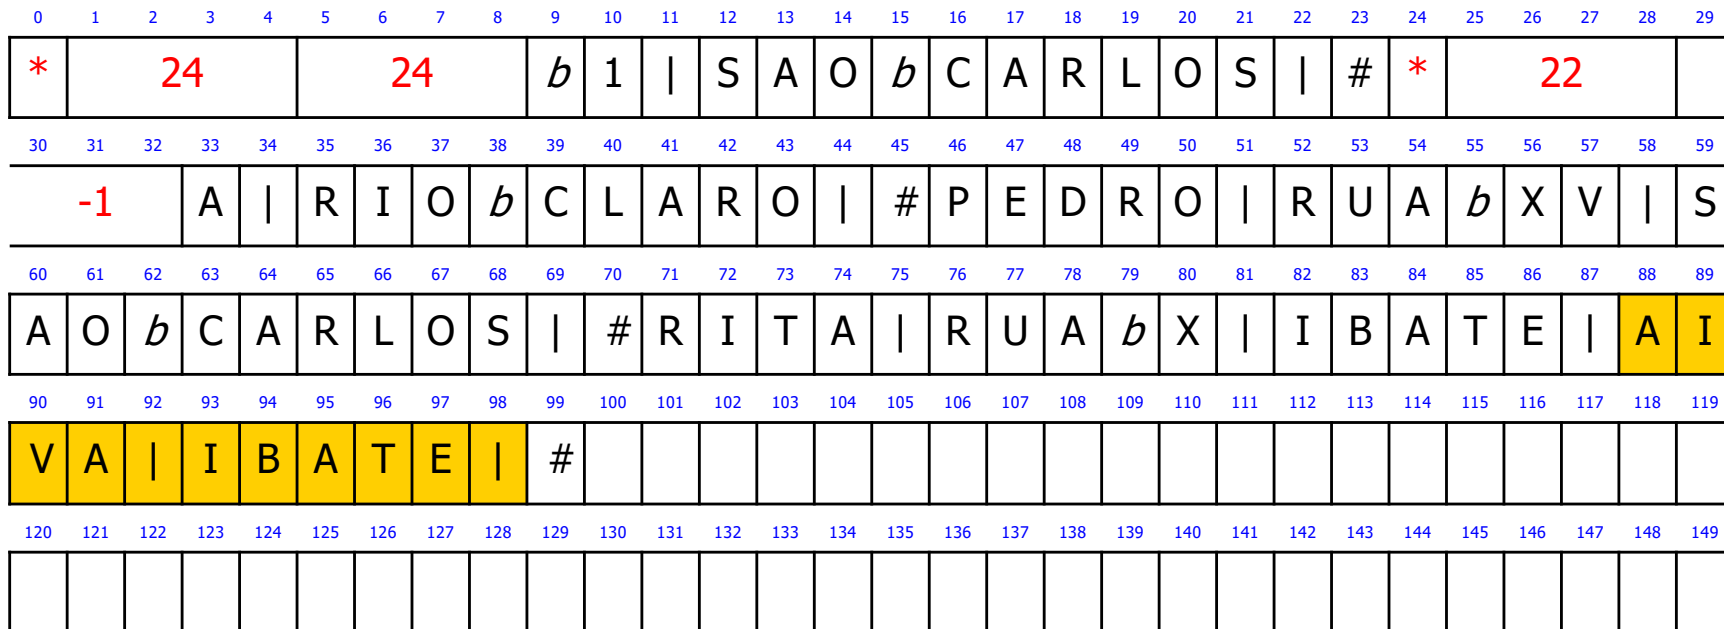 0 1 2 3 4 5 6 7 8 9 10 11 12 13 14 15 16 17 18 19 20 21 22 23 24 25 26 27 28 29
* 24 24 b 1 | S A O b C A R L O S | # * 22
30 31 32 33 34 35 36 37 38 39 40 41 42 43 44 45 46 47 48 49 50 51 52 53 54 55 56 57 58 59
-1 A | R I O b C L A R O | # P E D R O | R U A b X V | S
60 61 62 63 64 65 66 67 68 69 70 71 72 73 74 75 76 77 78 79 80 81 82 83 84 85 86 87 88 89
A O b C A R L O S | # R I T A | R U A b X | I B A T E | A I
90 91 92 93 94 95 96 97 98 99 100 101 102 103 104 105 106 107 108 109 110 111 112 113 114 115 116 117 118 119
V A | I B A T E | #
120 121 122 123 124 125 126 127 128 129 130 131 132 133 134 135 136 137 138 139 140 141 142 143 144 145 146 147 148 149